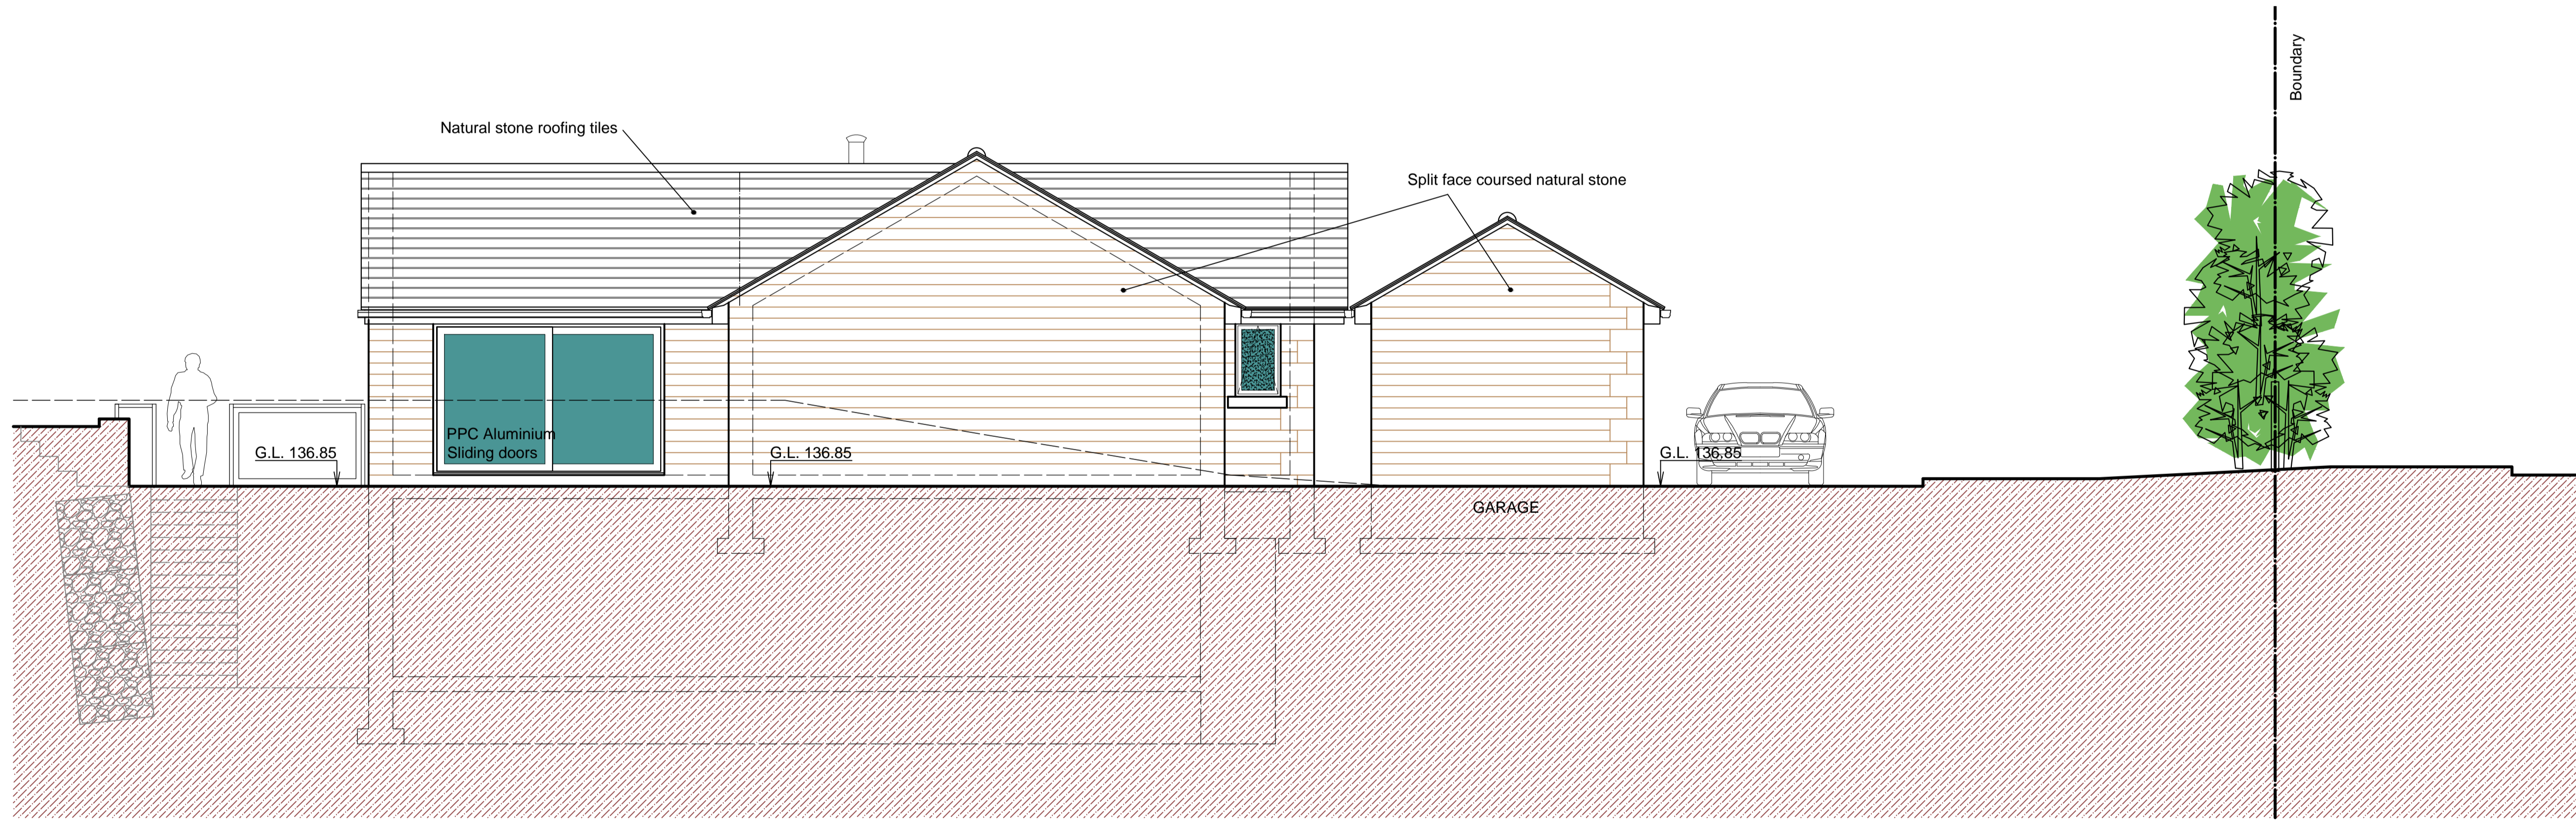 Boundary
Natural stone roofing tiles
Split face coursed natural stone
PPC Aluminium
Sliding doors
G.L. 136.85
G.L. 136.85
G.L. 136.85
GARAGE